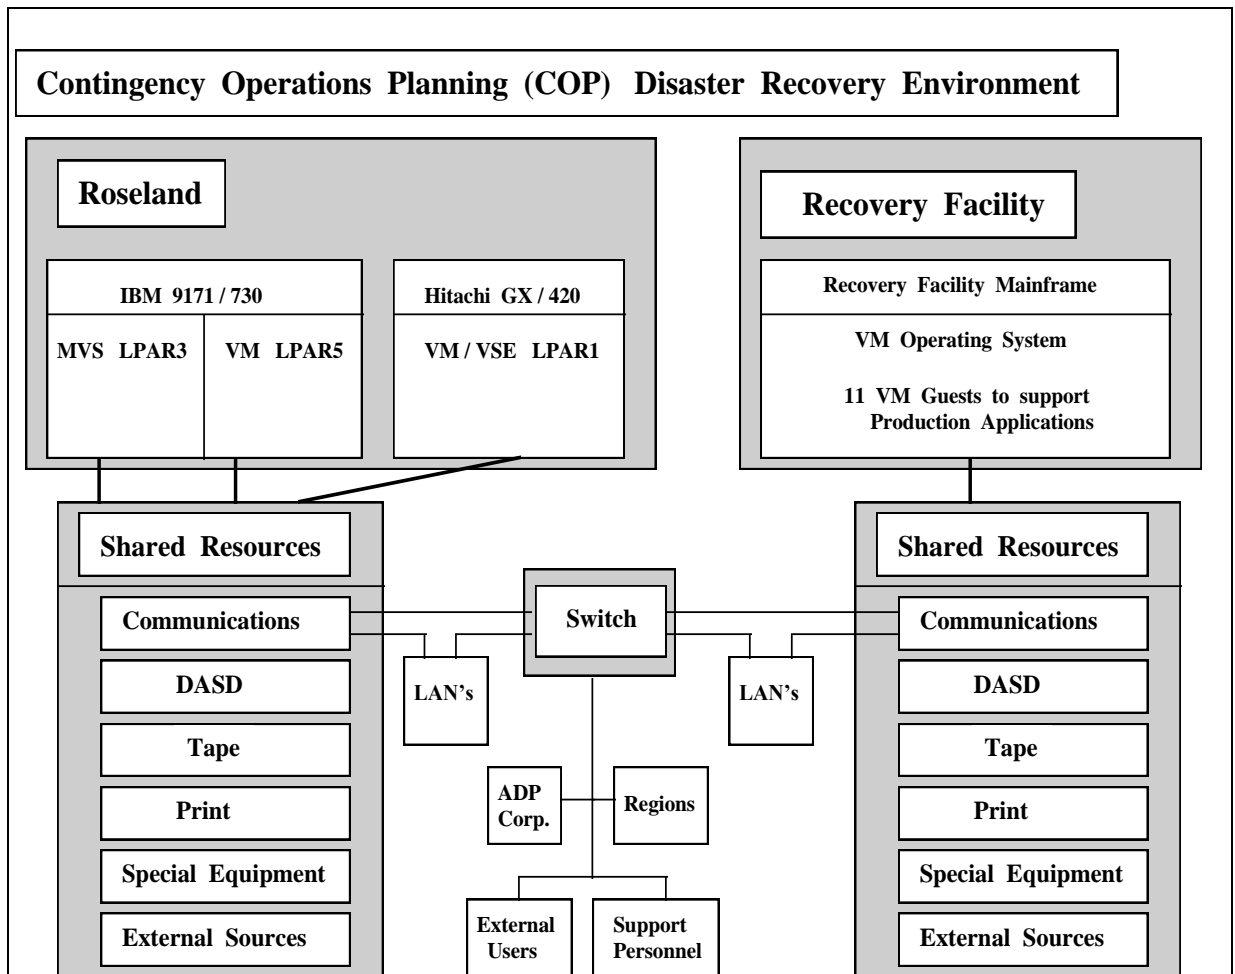 Contingency Operations Planning (COP) Disaster Recovery Environment
Roseland
IBM 9171 / 730
MVS LPAR3
VM LPAR5
Hitachi GX / 420
VM / VSE LPAR1
Recovery Facility
Recovery Facility Mainframe
VM Operating System
11 VM Guests to support
Production Applications
Shared Resources
Communications
DASD
Tape
Print
Special Equipment
External Sources
Switch
LAN's
LAN's
ADP
Corp.
Regions
External
Users
Support
Personnel
Shared Resources
Communications
DASD
Tape
Print
Special Equipment
External Sources